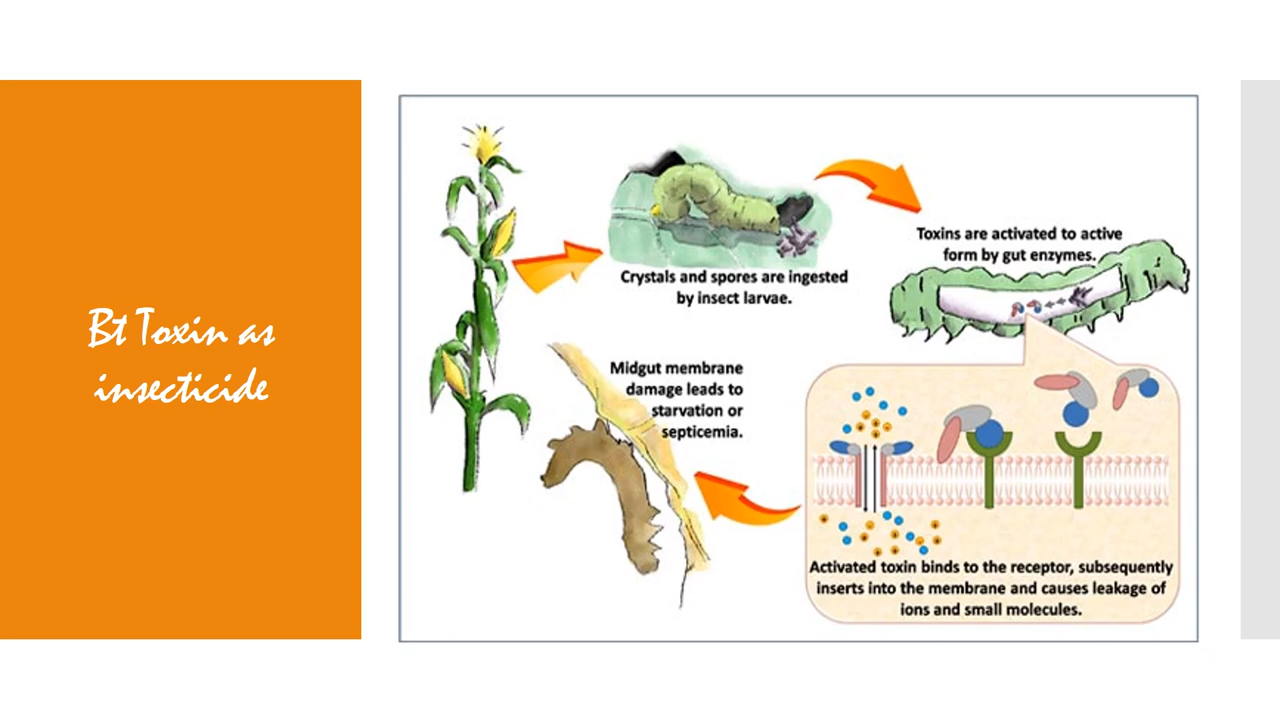 Bt Toxin as
insecticide
Crystals and spores are ingested
by insect larvae.
Toxins are activated to active
form by gut enzymes.
Activated toxin binds to the receptor, subsequently
inserts into the membrane and causes leakage of
ions and small molecules.
Midgut membrane
damage leads to
starvation or
septicemia.